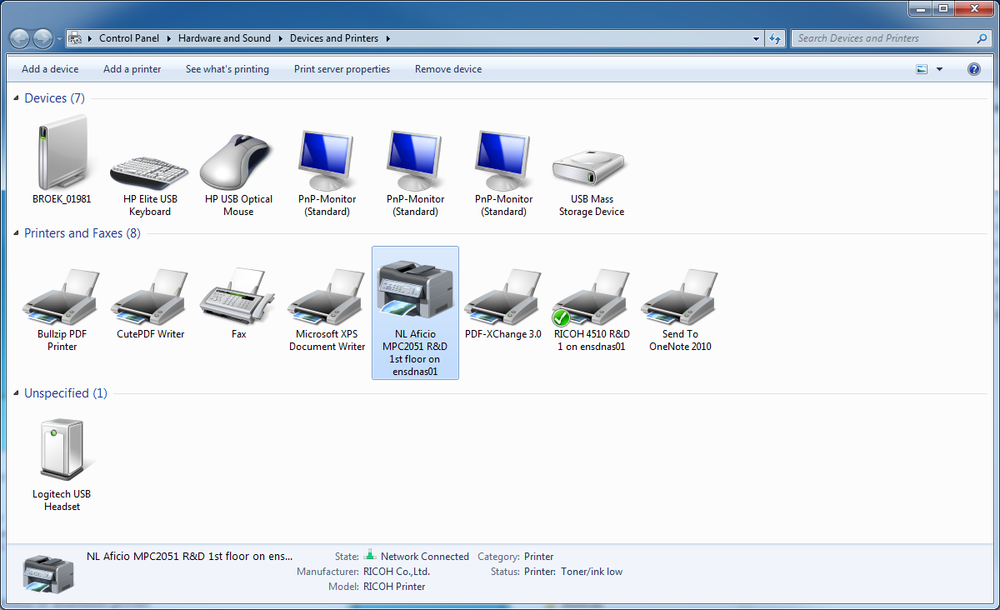 Control Panel Hardware and Sound Devices and Printers Search Devices and Printers
Add a device Add a printer See what's printing Print server properties Remove device
Devices (7)
BROEK_01981
HP Elite USB
Keyboard
HP USB Optical
Mouse
PnP-Monitor
(Standard)
PnP-Monitor
(Standard)
PnP-Monitor
(Standard)
USB Mass
Storage Device
Printers and Faxes (8)
Bullzip PDF
Printer
CutePDF Writer
Fax
Microsoft XPS
Document Writer
NL Aficio
MPC2051 R&D
1st floor on
ensdnas01
PDF-XChange 3.0
RICOH 4510 R&D
1 on ensdnas01
Send To
OneNote 2010
Unspecified (1)
Logitech USB
Headset
NL Aficio MPC2051 R&D 1st floor on ens... State: Network Connected Category: Printer
Manufacturer: RICOH Co.,Ltd. Status: Printer: Toner/ink low
Model: RICOH Printer